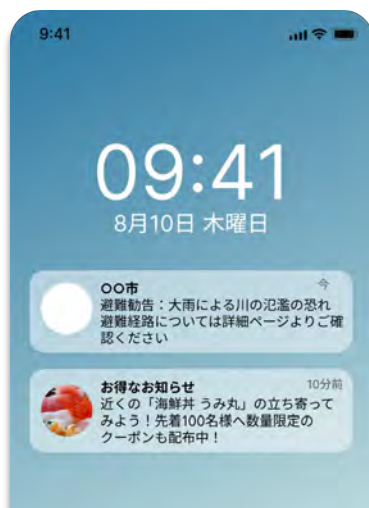 9:41
09:41
8月10日 木曜日
〇〇市 今
避難勧告：大雨による川の氾濫の恐れ
避難経路については詳細ページよりご確
認ください
お得なお知らせ 10分前
近くの「海鮮丼 うみ丸」の立ち寄って
みよう！先着100名様へ数量限定の
クーポンも配布中！